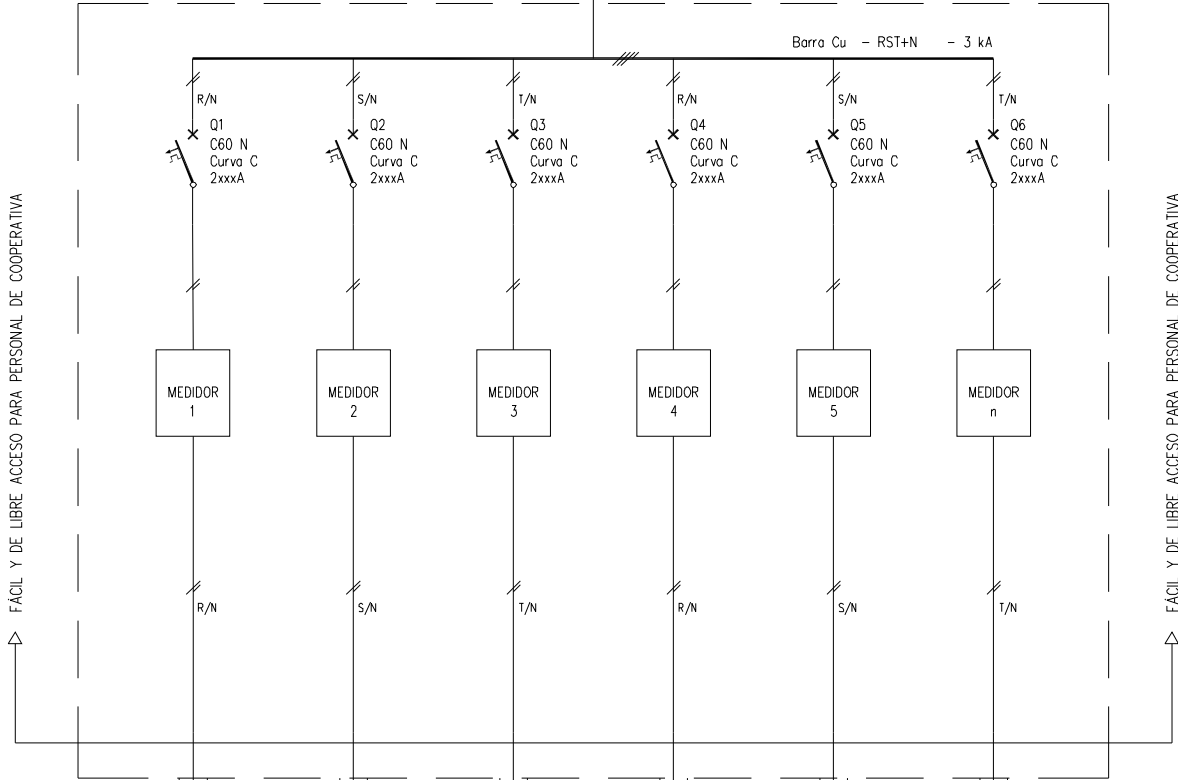 Barra Cu - RST+N - 3 kA
R/N
S/N
T/N
R/N
S/N
T/N
Q1
C60 N
Curva C
2xxxA
Q2
C60 N
Curva C
2xxxA
Q3
C60 N
Curva C
2xxxA
Q4
C60 N
Curva C
2xxxA
Q5
C60 N
Curva C
2xxxA
Q6
C60 N
Curva C
2xxxA
FÁCIL Y DE LIBRE ACCESO PARA PERSONAL DE COOPERATIVA
MEDIDOR
1
MEDIDOR
2
MEDIDOR
3
MEDIDOR
4
MEDIDOR
5
MEDIDOR
n
FÁCIL Y DE LIBRE ACCESO PARA PERSONAL DE COOPERATIVA
R/N
S/N
T/N
R/N
S/N
T/N